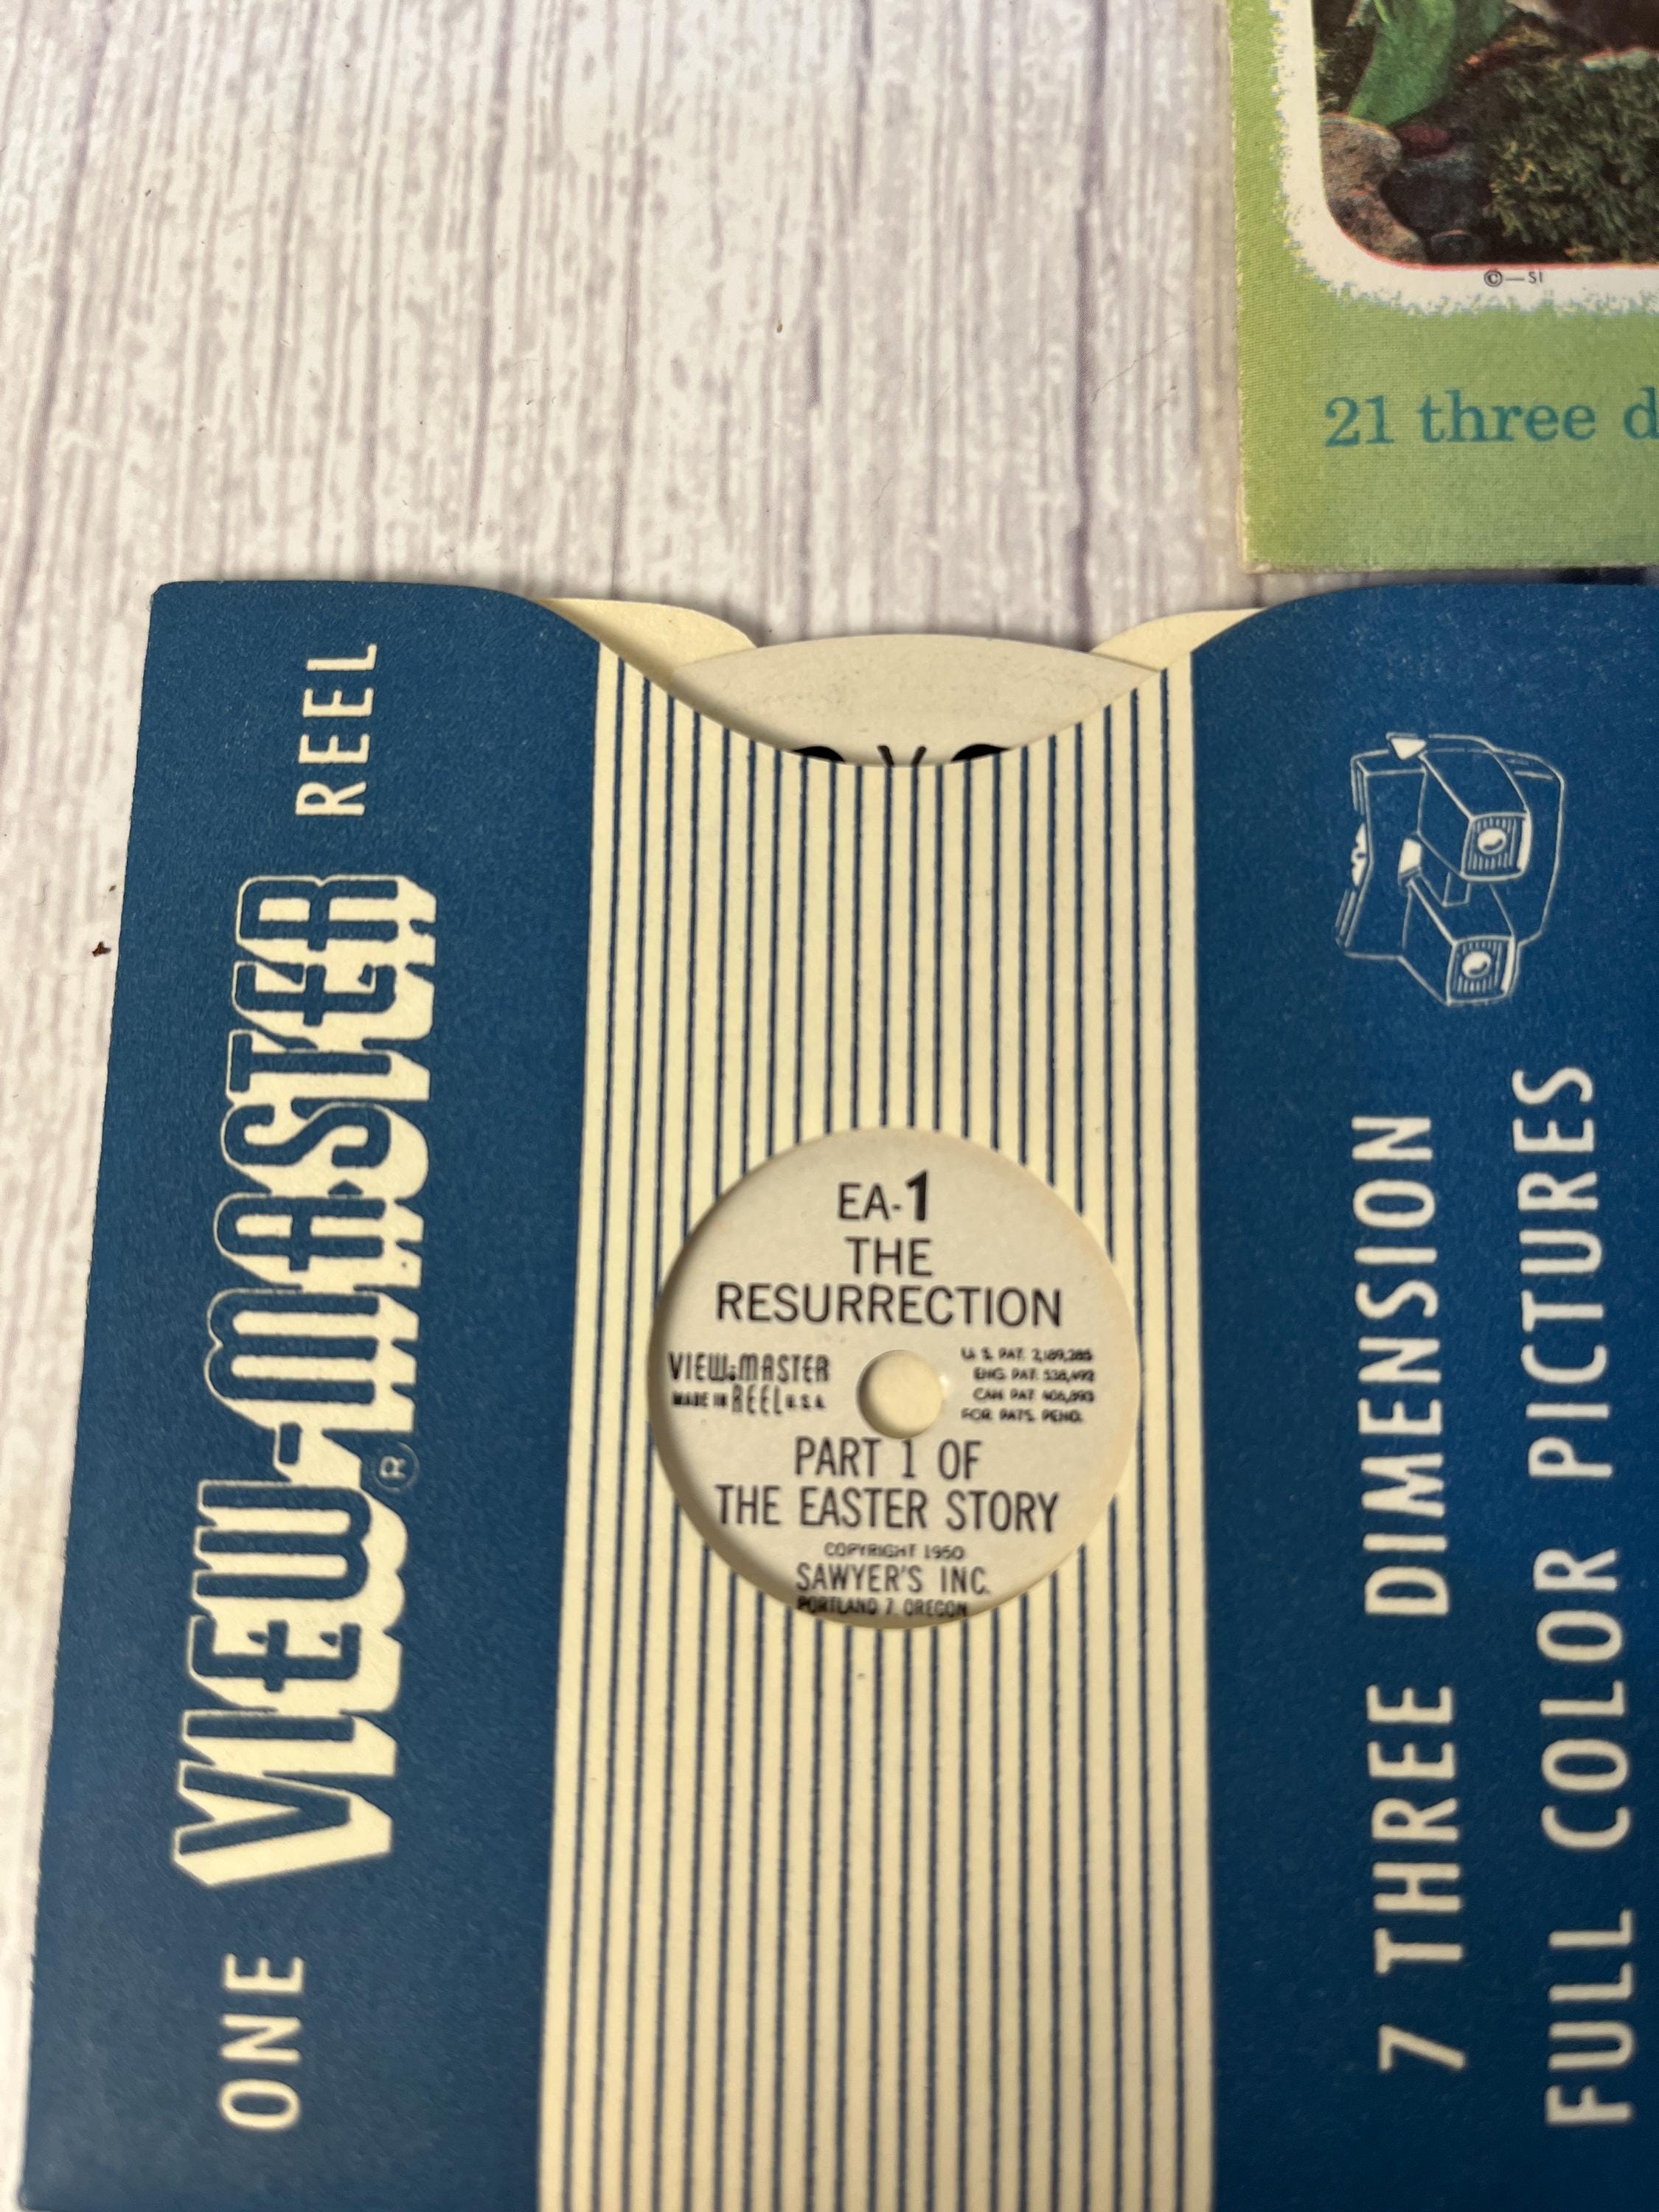 © — SI
21 three d
ONE VIEW-MASTER® REEL
EA-1
THE
RESURRECTION
VIEW-MASTER
MADE IN REEL U.S.A.
U. S. PAT. 2,189,285
ENG. PAT. 538,492
CAN PAT 406,893
FOR. PATS. PEND.
PART 1 OF
THE EASTER STORY
COPYRIGHT 1950
SAWYER'S INC.
PORTLAND 7, OREGON
7 THREE DIMENSION
FULL COLOR PICTURES